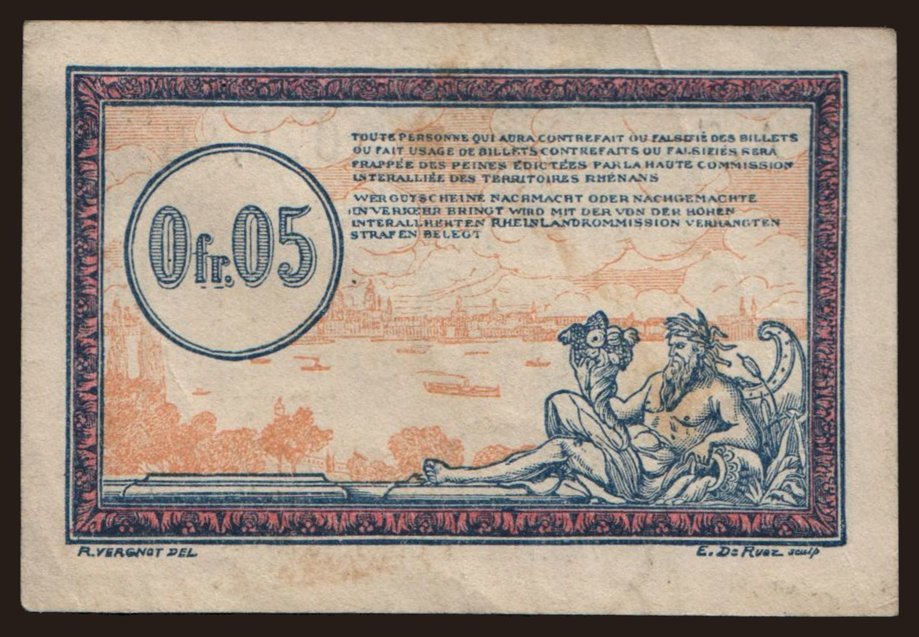 TOUTE PERSONNE QUI AURA CONTREFAIT OU FALSIFIÉ DES BILLETS
OU FAIT USAGE DE BILLETS CONTREFAITS OU FALSIFIÉS SERA
FRAPPÉE DES PEINES ÉDICTÉES PAR LA HAUTE COMMISSION
INTERALLIÉE DES TERRITOIRES RHÉNANS
WER GUTSCHEINE NACHMACHT ODER NACHGEMACHTE
IN VERKEHR BRINGT WIRD MIT DER VON DER HOHEN
INTERALLIIERTEN RHEINLANDKOMMISSION VERHANGTEN
STRAFEN BELEGT
0fr.05
R. VERGNOT DEL
E. De Ruaz sculp